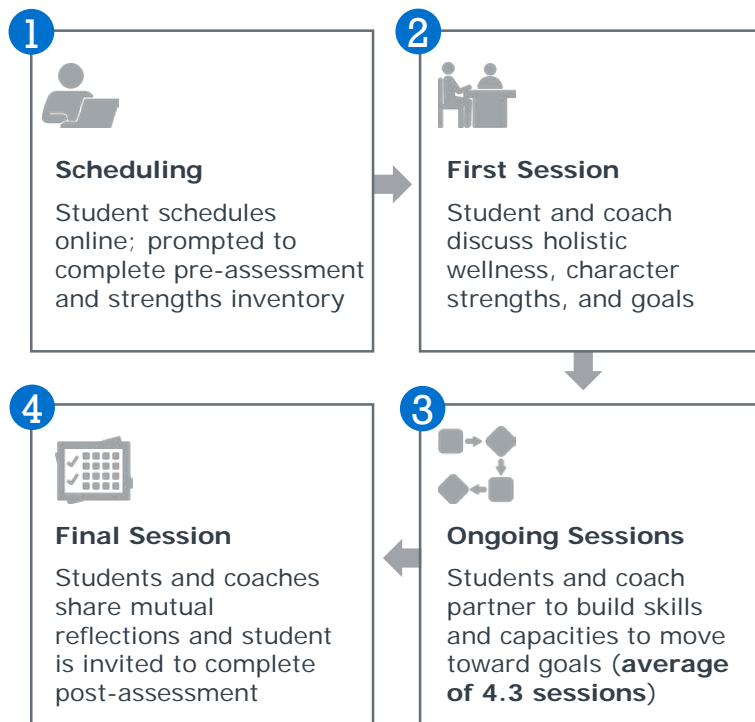 1
Scheduling
Student schedules
online; prompted to
complete pre-assessment
and strengths inventory
2
First Session
Student and coach
discuss holistic
wellness, character
strengths, and goals
3
Ongoing Sessions
Students and coach
partner to build skills
and capacities to move
toward goals (average
of 4.3 sessions)
4
Final Session
Students and coaches
share mutual
reflections and student
is invited to complete
post-assessment